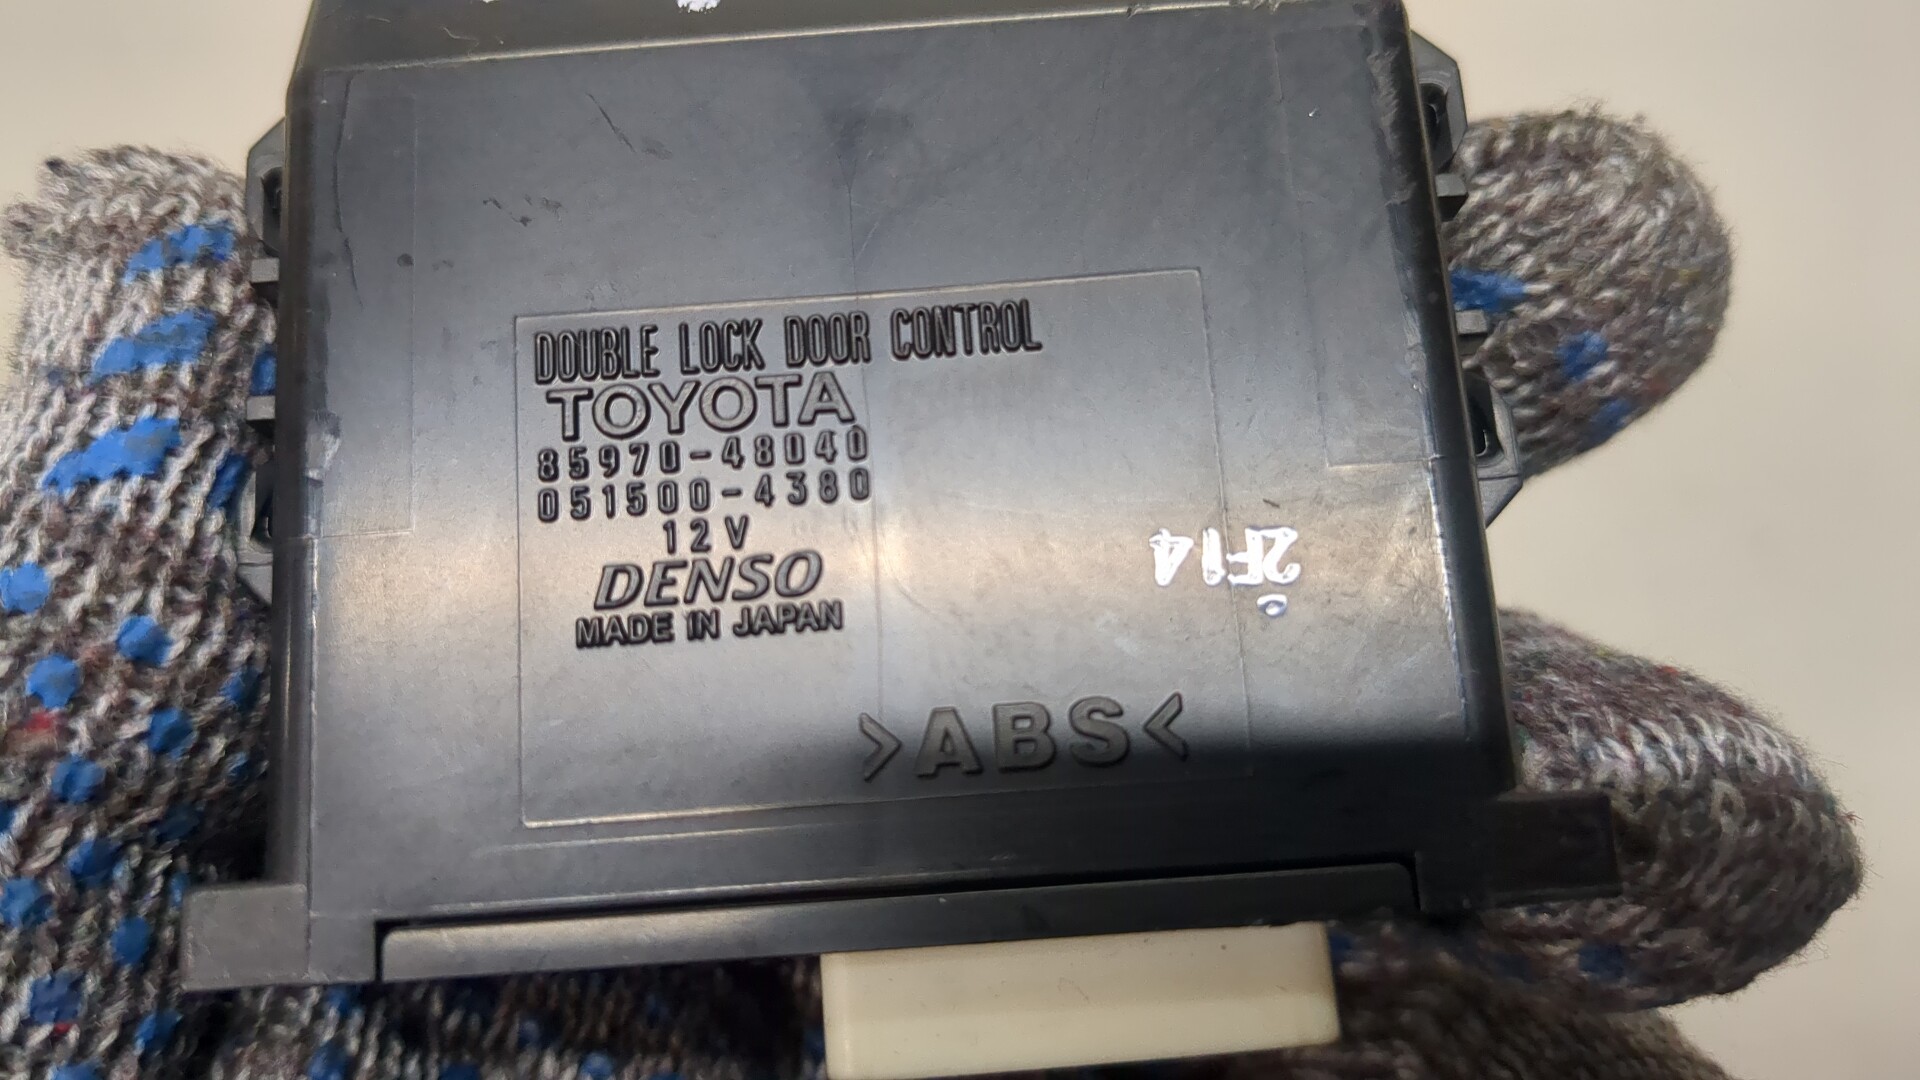 DOUBLE LOCK DOOR CONTROL
TOYOTA
85970-48040
051500-4380
12V
DENSO
MADE IN JAPAN
2F14
>ABS<